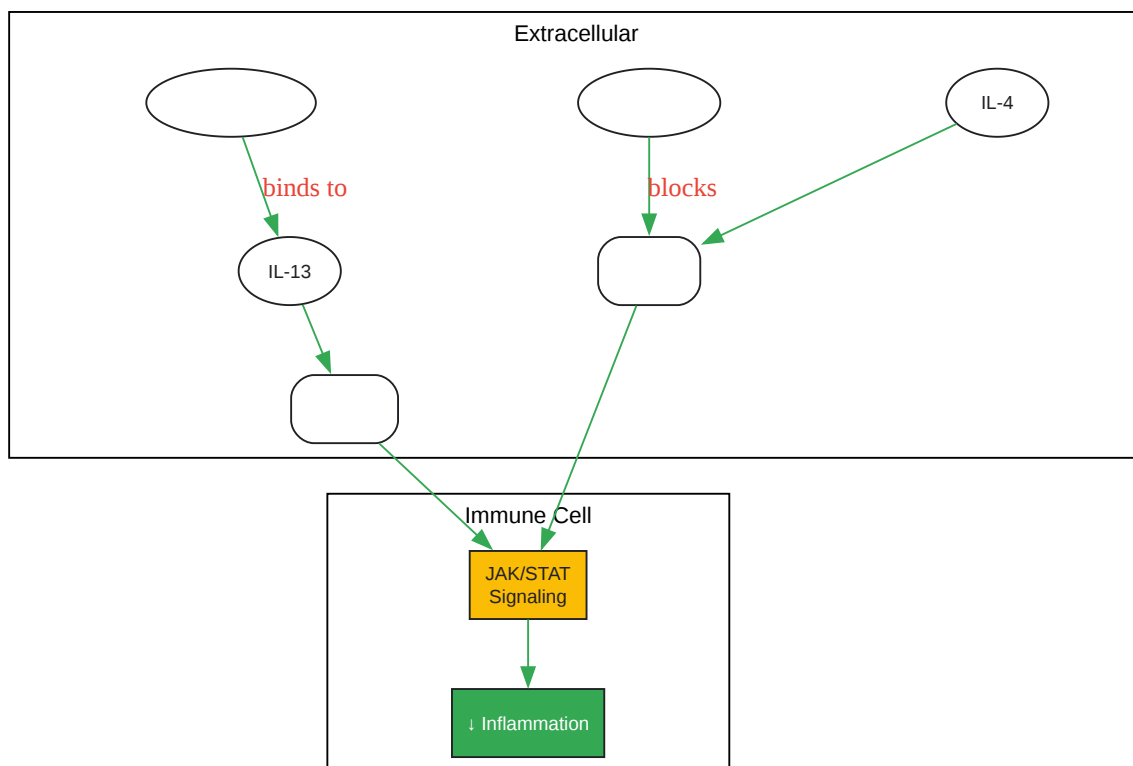 Extracellular
IL-4
binds to
blocks
IL-13
Immune Cell
JAK/STAT
Signaling
↓ Inflammation